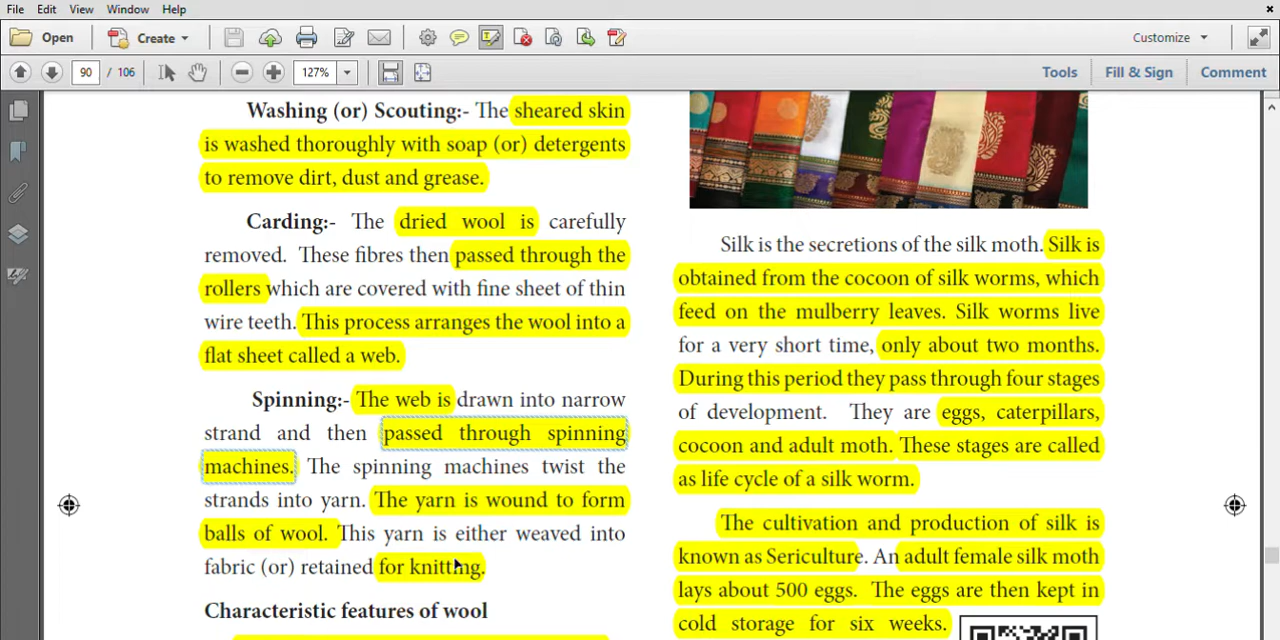 File Edit View Window Help
Open Create Customize
90 / 106 127% Tools Fill & Sign Comment
Washing (or) Scouting:- The sheared skin
is washed thoroughly with soap (or) detergents
to remove dirt, dust and grease.
Carding:- The dried wool is carefully
removed. These fibres then passed through the
rollers which are covered with fine sheet of thin
wire teeth. This process arranges the wool into a
flat sheet called a web.
Spinning:- The web is drawn into narrow
strand and then passed through spinning
machines. The spinning machines twist the
strands into yarn. The yarn is wound to form
balls of wool. This yarn is either weaved into
fabric (or) retained for knitting.
Characteristic features of wool
Silk is the secretions of the silk moth. Silk is
obtained from the cocoon of silk worms, which
feed on the mulberry leaves. Silk worms live
for a very short time, only about two months.
During this period they pass through four stages
of development. They are eggs, caterpillars,
cocoon and adult moth. These stages are called
as life cycle of a silk worm.
The cultivation and production of silk is
known as Sericulture. An adult female silk moth
lays about 500 eggs. The eggs are then kept in
cold storage for six weeks.